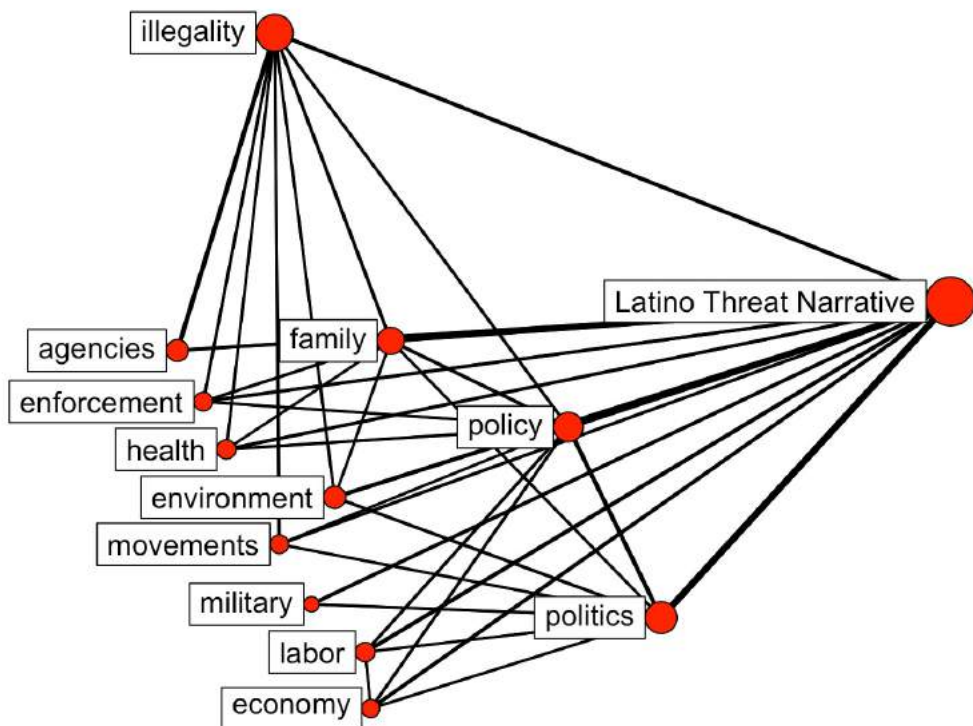 illegality
Latino Threat Narrative
family
agencies
enforcement
policy
health
environment
movements
military
politics
labor
economy